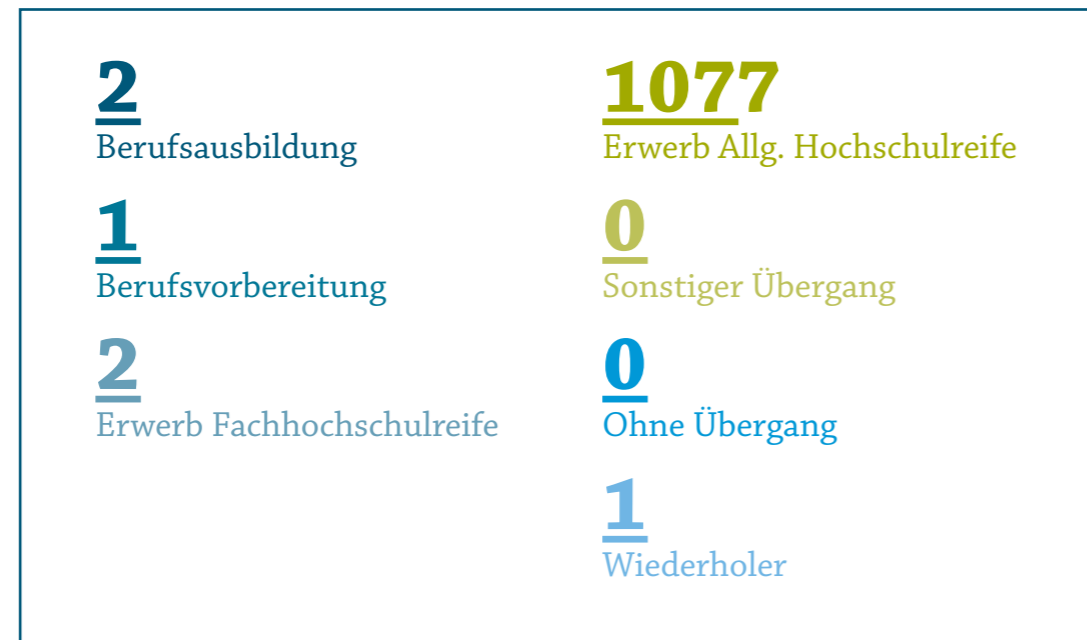 2
Berufsausbildung
1
Berufsvorbereitung
2
Erwerb Fachhochschulreife
1077
Erwerb Allg. Hochschulreife
0
Sonstiger Übergang
0
Ohne Übergang
1
Wiederholer